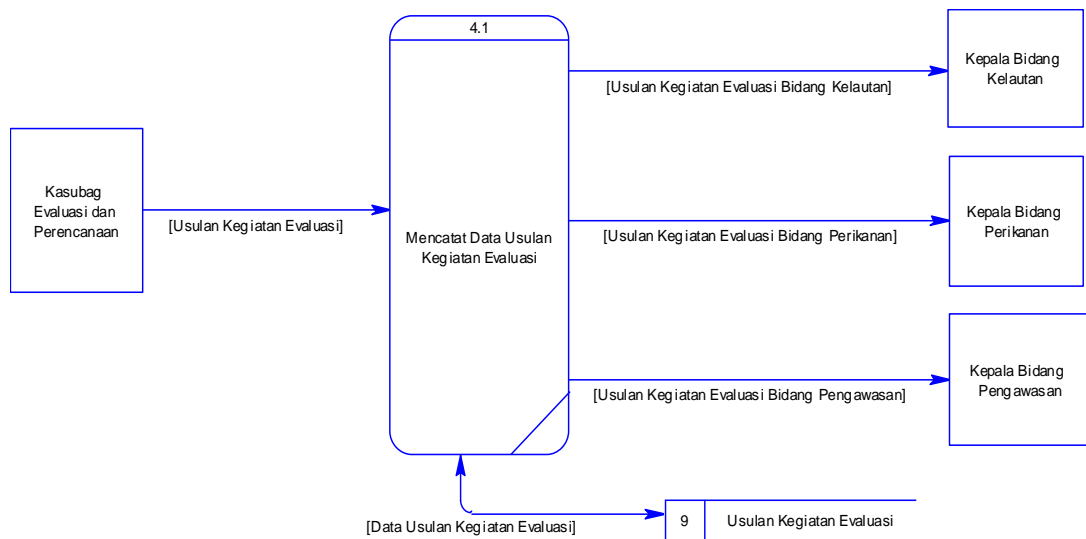 4.1
Kepala Bidang
Kelautan
[Usulan Kegiatan Evaluasi Bidang Kelautan]
Kasubag
Evaluasi dan
Perencanaan
[Usulan Kegiatan Evaluasi]
Mencatat Data Usulan
Kegiatan Evaluasi
[Usulan Kegiatan Evaluasi Bidang Perikanan]
Kepala Bidang
Perikanan
[Usulan Kegiatan Evaluasi Bidang Pengawasan]
Kepala Bidang
Pengawasan
[Data Usulan Kegiatan Evaluasi]
9 Usulan Kegiatan Evaluasi